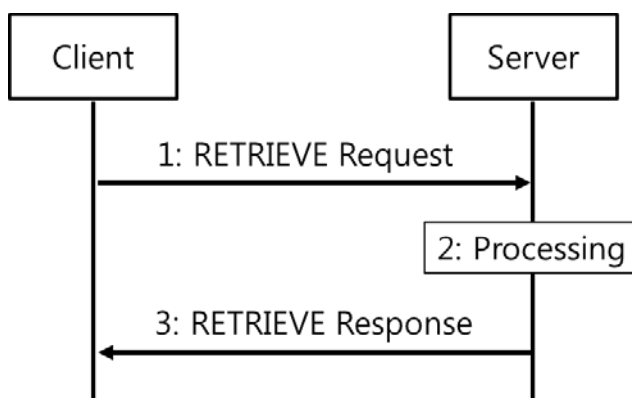 Client
Server
1: RETRIEVE Request
2: Processing
3: RETRIEVE Response